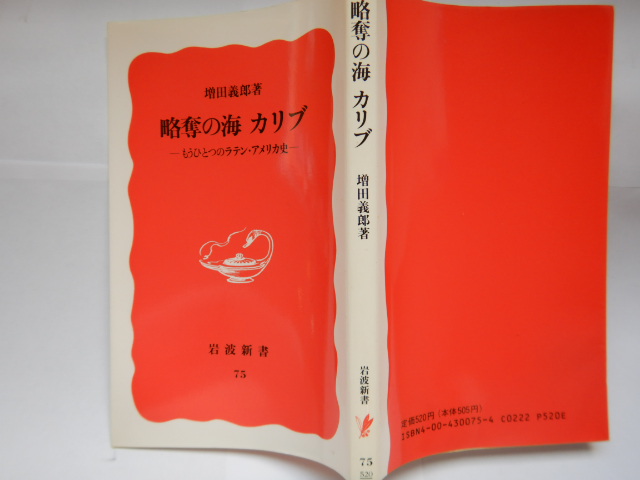 増田義郎著
略奪の海 カリブ
―もうひとつのラテン・アメリカ史―
岩波新書
75
略奪の海 カリブ
増田義郎著
岩波新書
75
520
定価520円(本体505円)
ISBN4-00-430075-4 C0222 P520E